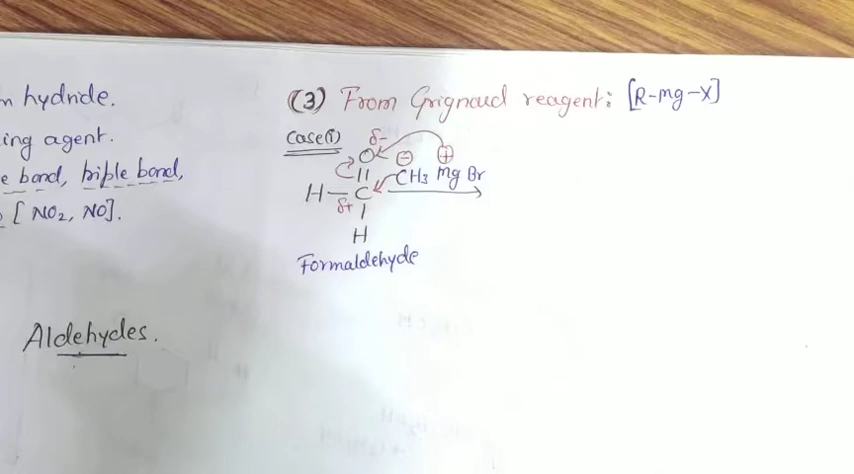 n hydride.
ing agent.
e bond, triple bond,
[NO2, NO].
Aldehydes.
(3) From Grignard reagent: [R-Mg-X]
Case(i)
δ-
O ⊖ ⊕
|| CH3 Mg Br
H-C
δ+ |
H
Formaldehyde